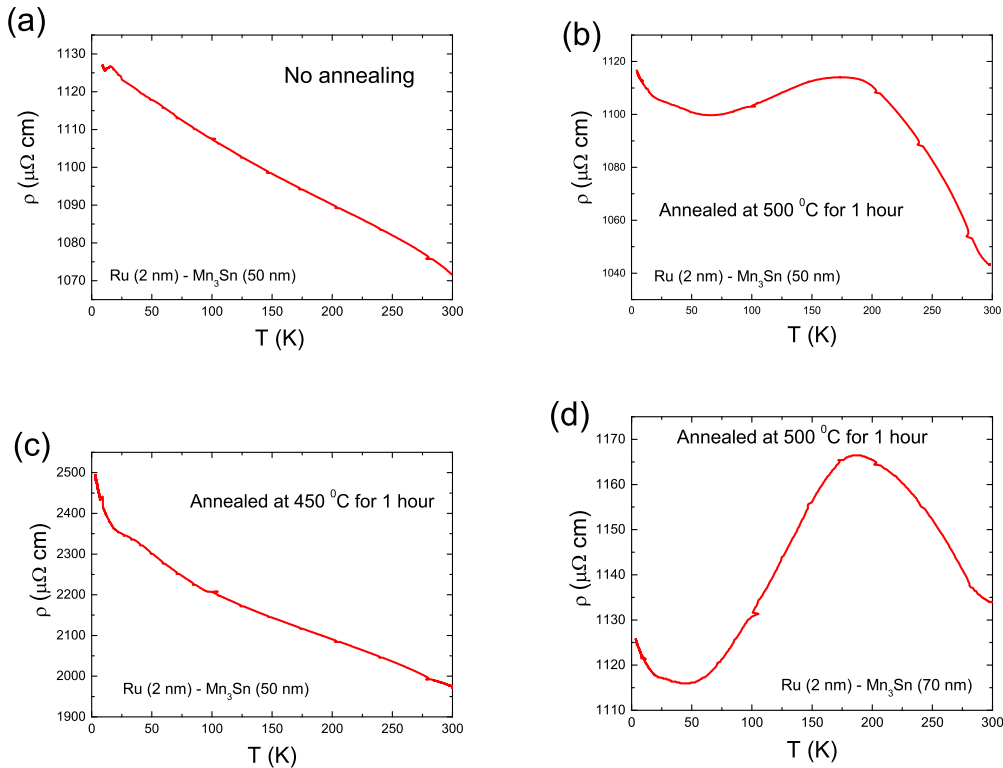 (a)
1130
1120
1110
1100
1090
1080
1070
ρ (μΩ cm)
No annealing
Ru (2 nm) - Mn₃Sn (50 nm)
0 50 100 150 200 250 300
T (K)
(b)
1120
1100
1080
1060
1040
ρ (μΩ cm)
Annealed at 500 ⁰C for 1 hour
Ru (2 nm) - Mn₃Sn (50 nm)
0 50 100 150 200 250 300
T (K)
(c)
2500
2400
2300
2200
2100
2000
1900
ρ (μΩ cm)
Annealed at 450 ⁰C for 1 hour
Ru (2 nm) - Mn₃Sn (50 nm)
0 50 100 150 200 250 300
T (K)
(d)
1170
1160
1150
1140
1130
1120
1110
ρ (μΩ cm)
Annealed at 500 ⁰C for 1 hour
Ru (2 nm) - Mn₃Sn (70 nm)
0 50 100 150 200 250 300
T (K)